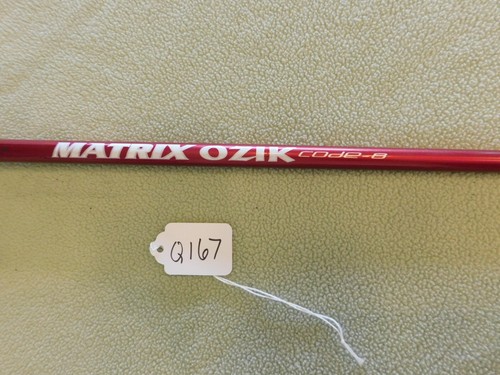 MATRIX OZIK CODE-8
Q167